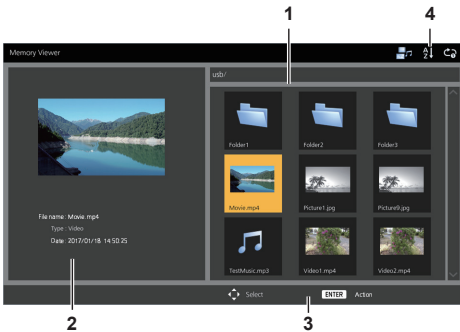 1
4
Memory Viewer
A
Z
usb/
Folder1
Folder2
Folder3
Movie.mp4
Picture1.jpg
Picture9.jpg
File name : Movie.mp4
Type : Video
Date : 2017/01/18 14:50:25
TestMusic.mp3
Video1.mp4
Video2.mp4
Select
ENTER Action
2
3